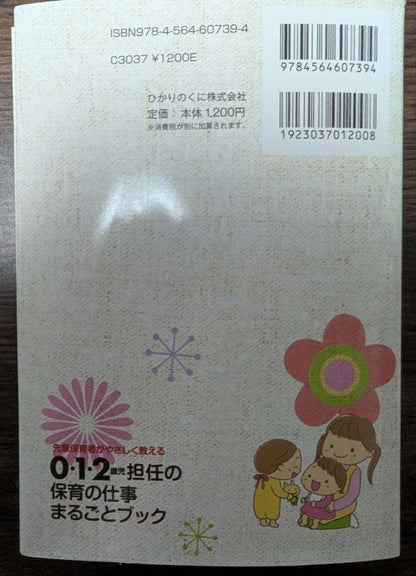 ISBN978-4-564-60739-4
C3037 ¥1200E
ひかりのくに株式会社
定価：本体1,200円
※消費税が別に加算されます。
9784564607394
1923037012008
先輩保育者がやさしく教える
0・1・2歳児担任の
保育の仕事
まるごとブック